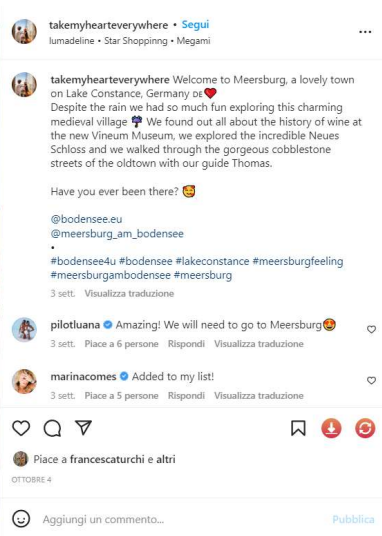 takemyhearteverywhere • Segui
lumadeline • Star Shoppinng • Megami
takemyhearteverywhere Welcome to Meersburg, a lovely town
on Lake Constance, Germany DE❤️
Despite the rain we had so much fun exploring this charming
medieval village We found out all about the history of wine at
the new Vineum Museum, we explored the incredible Neues
Schloss and we walked through the gorgeous cobblestone
streets of the oldtown with our guide Thomas.
Have you ever been there? 🥰
@bodensee.eu
@meersburg_am_bodensee
•
#bodensee4u #bodensee #lakeconstance #meersburgfeeling
#meersburgambodensee #meersburg
3 sett. Visualizza traduzione
pilotluana Amazing! We will need to go to Meersburg😍
3 sett. Piace a 6 persone Rispondi Visualizza traduzione
marinacomes Added to my list!
3 sett. Piace a 5 persone Rispondi Visualizza traduzione
Piace a francescaturchi e altri
OTTOBRE 4
Aggiungi un commento... Pubblica